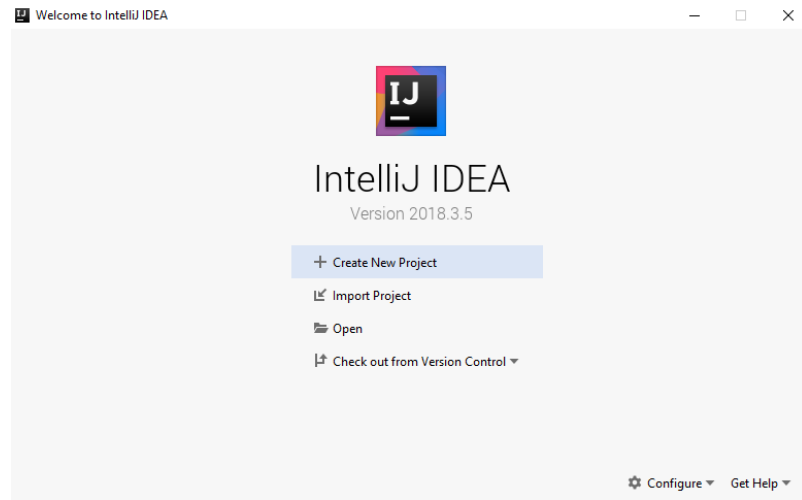 Welcome to IntelliJ IDEA
IJ
IntelliJ IDEA
Version 2018.3.5
Create New Project
Import Project
Open
Check out from Version Control
Configure Get Help